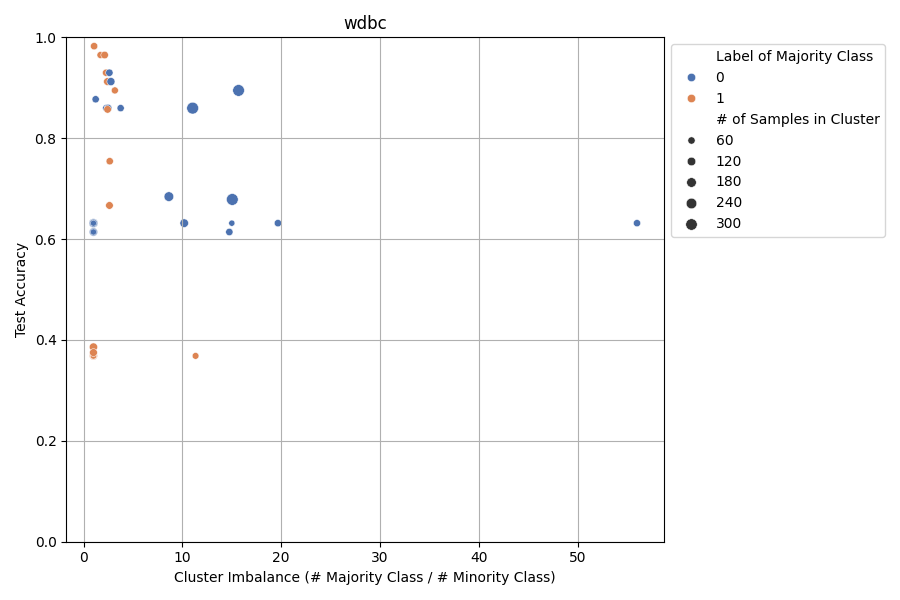 wdbc
1.0
0.8
0.6
0.4
0.2
0.0
Test Accuracy
0 10 20 30 40 50
Cluster Imbalance (# Majority Class / # Minority Class)
Label of Majority Class
0
1
# of Samples in Cluster
60
120
180
240
300